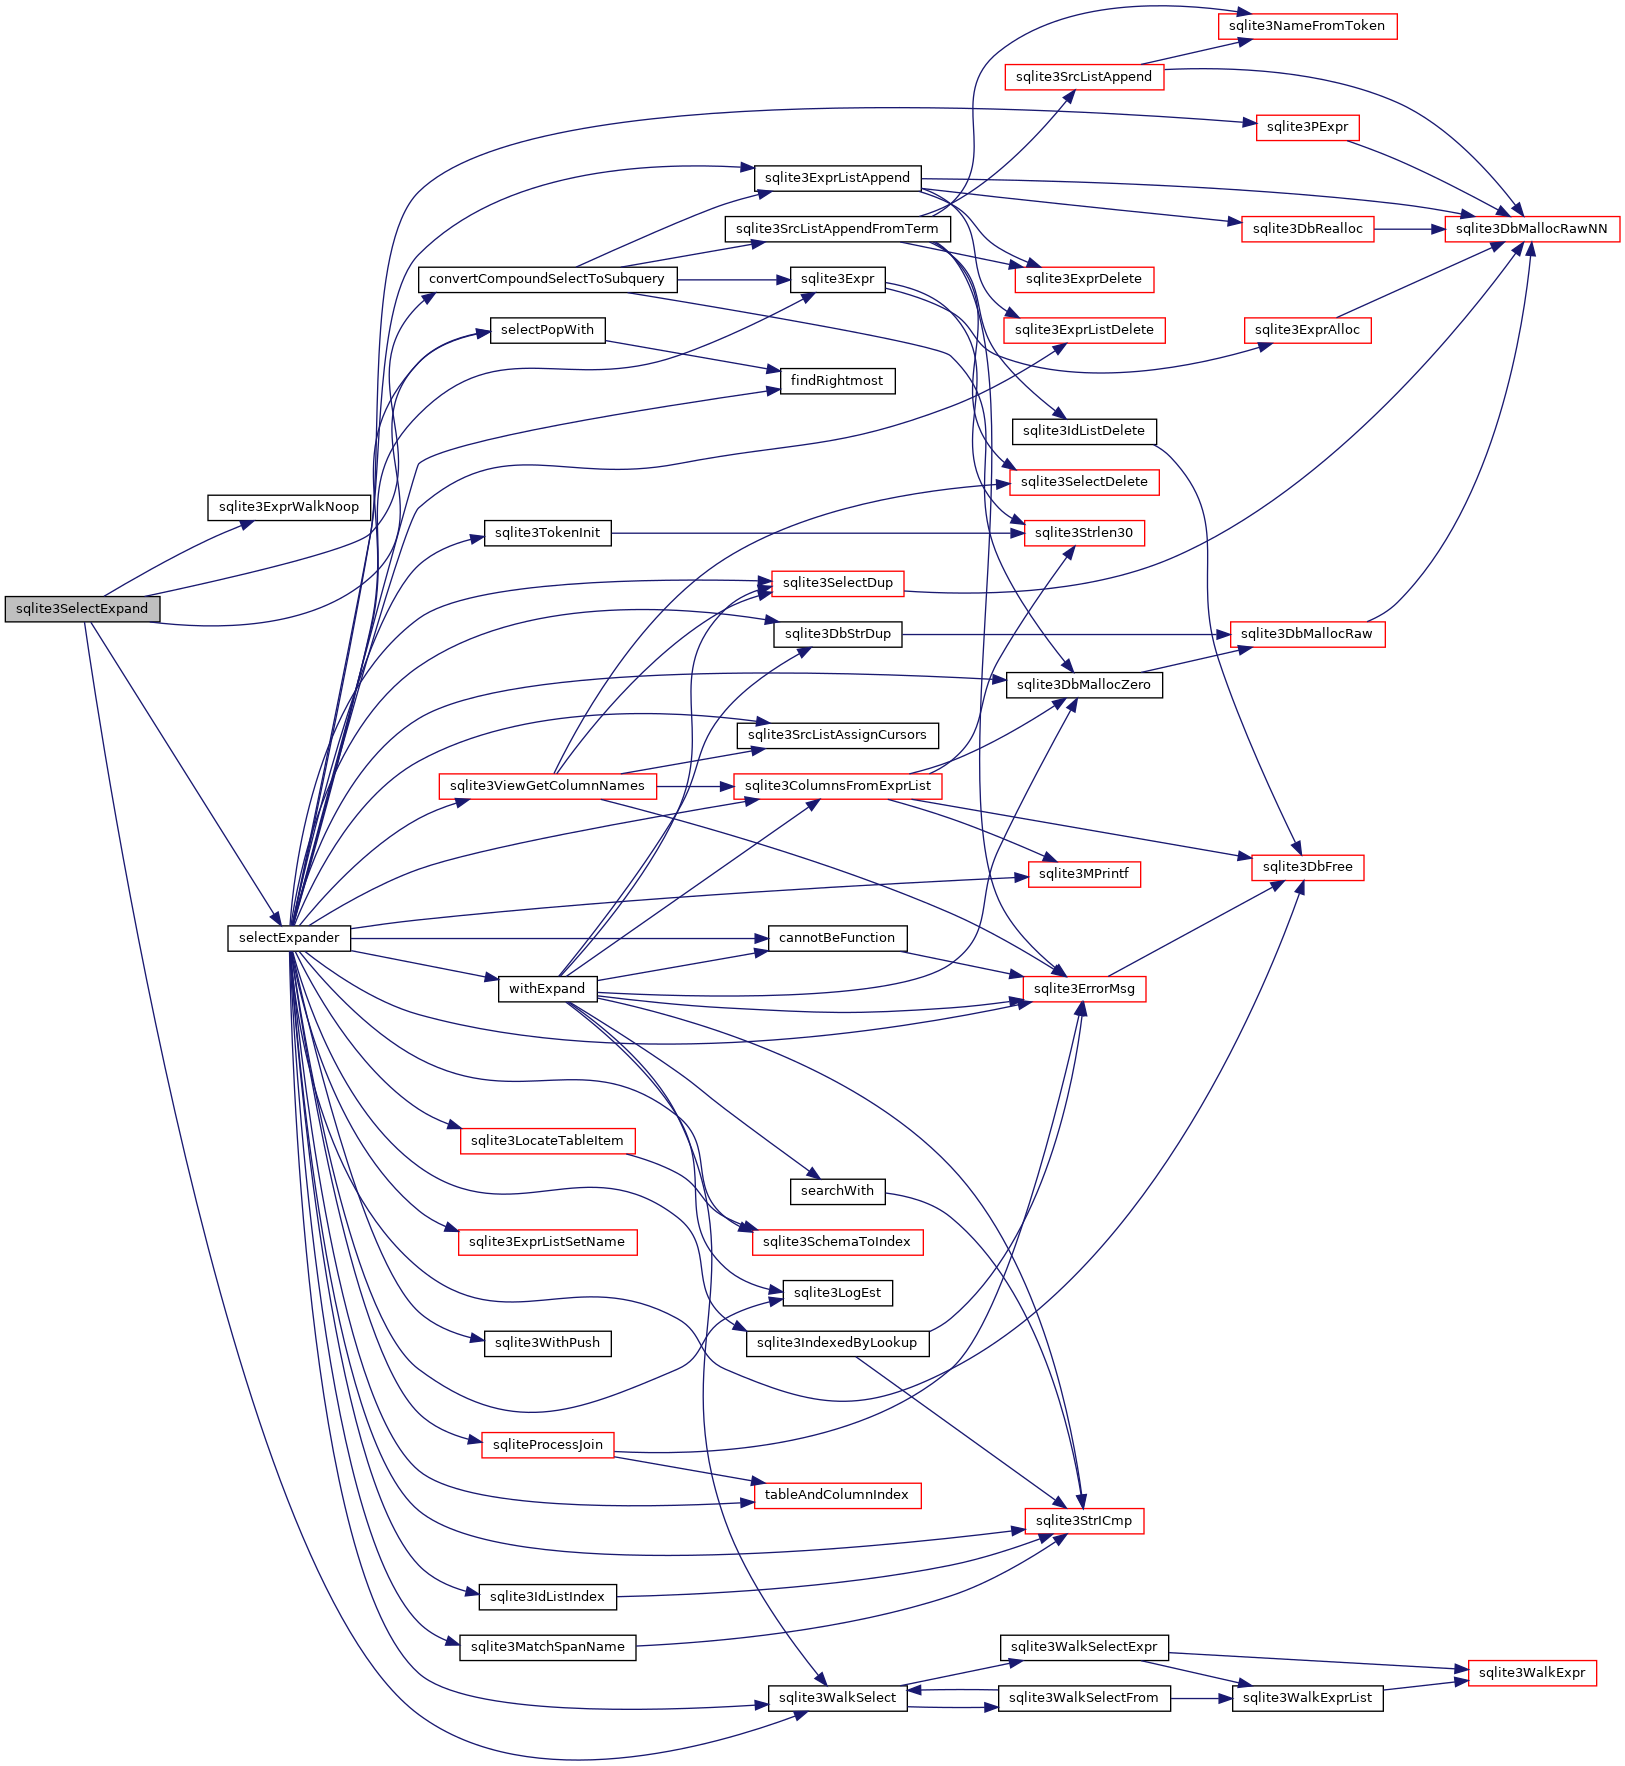 sqlite3NameFromToken
sqlite3SrcListAppend
sqlite3PExpr
sqlite3ExprListAppend
sqlite3SrcListAppendFromTerm
sqlite3DbRealloc
sqlite3DbMallocRawNN
convertCompoundSelectToSubquery
sqlite3Expr
sqlite3ExprDelete
selectPopWith
sqlite3ExprListDelete
sqlite3ExprAlloc
findRightmost
sqlite3IdListDelete
sqlite3SelectDelete
sqlite3ExprWalkNoop
sqlite3TokenInit
sqlite3Strlen30
sqlite3SelectDup
sqlite3SelectExpand
sqlite3DbStrDup
sqlite3DbMallocRaw
sqlite3DbMallocZero
sqlite3SrcListAssignCursors
sqlite3ViewGetColumnNames
sqlite3ColumnsFromExprList
sqlite3DbFree
sqlite3MPrintf
selectExpander
cannotBeFunction
withExpand
sqlite3ErrorMsg
sqlite3LocateTableItem
searchWith
sqlite3ExprListSetName
sqlite3SchemaToIndex
sqlite3LogEst
sqlite3WithPush
sqlite3IndexedByLookup
sqliteProcessJoin
tableAndColumnIndex
sqlite3StrICmp
sqlite3IdListIndex
sqlite3MatchSpanName
sqlite3WalkSelectExpr
sqlite3WalkExpr
sqlite3WalkSelect
sqlite3WalkSelectFrom
sqlite3WalkExprList